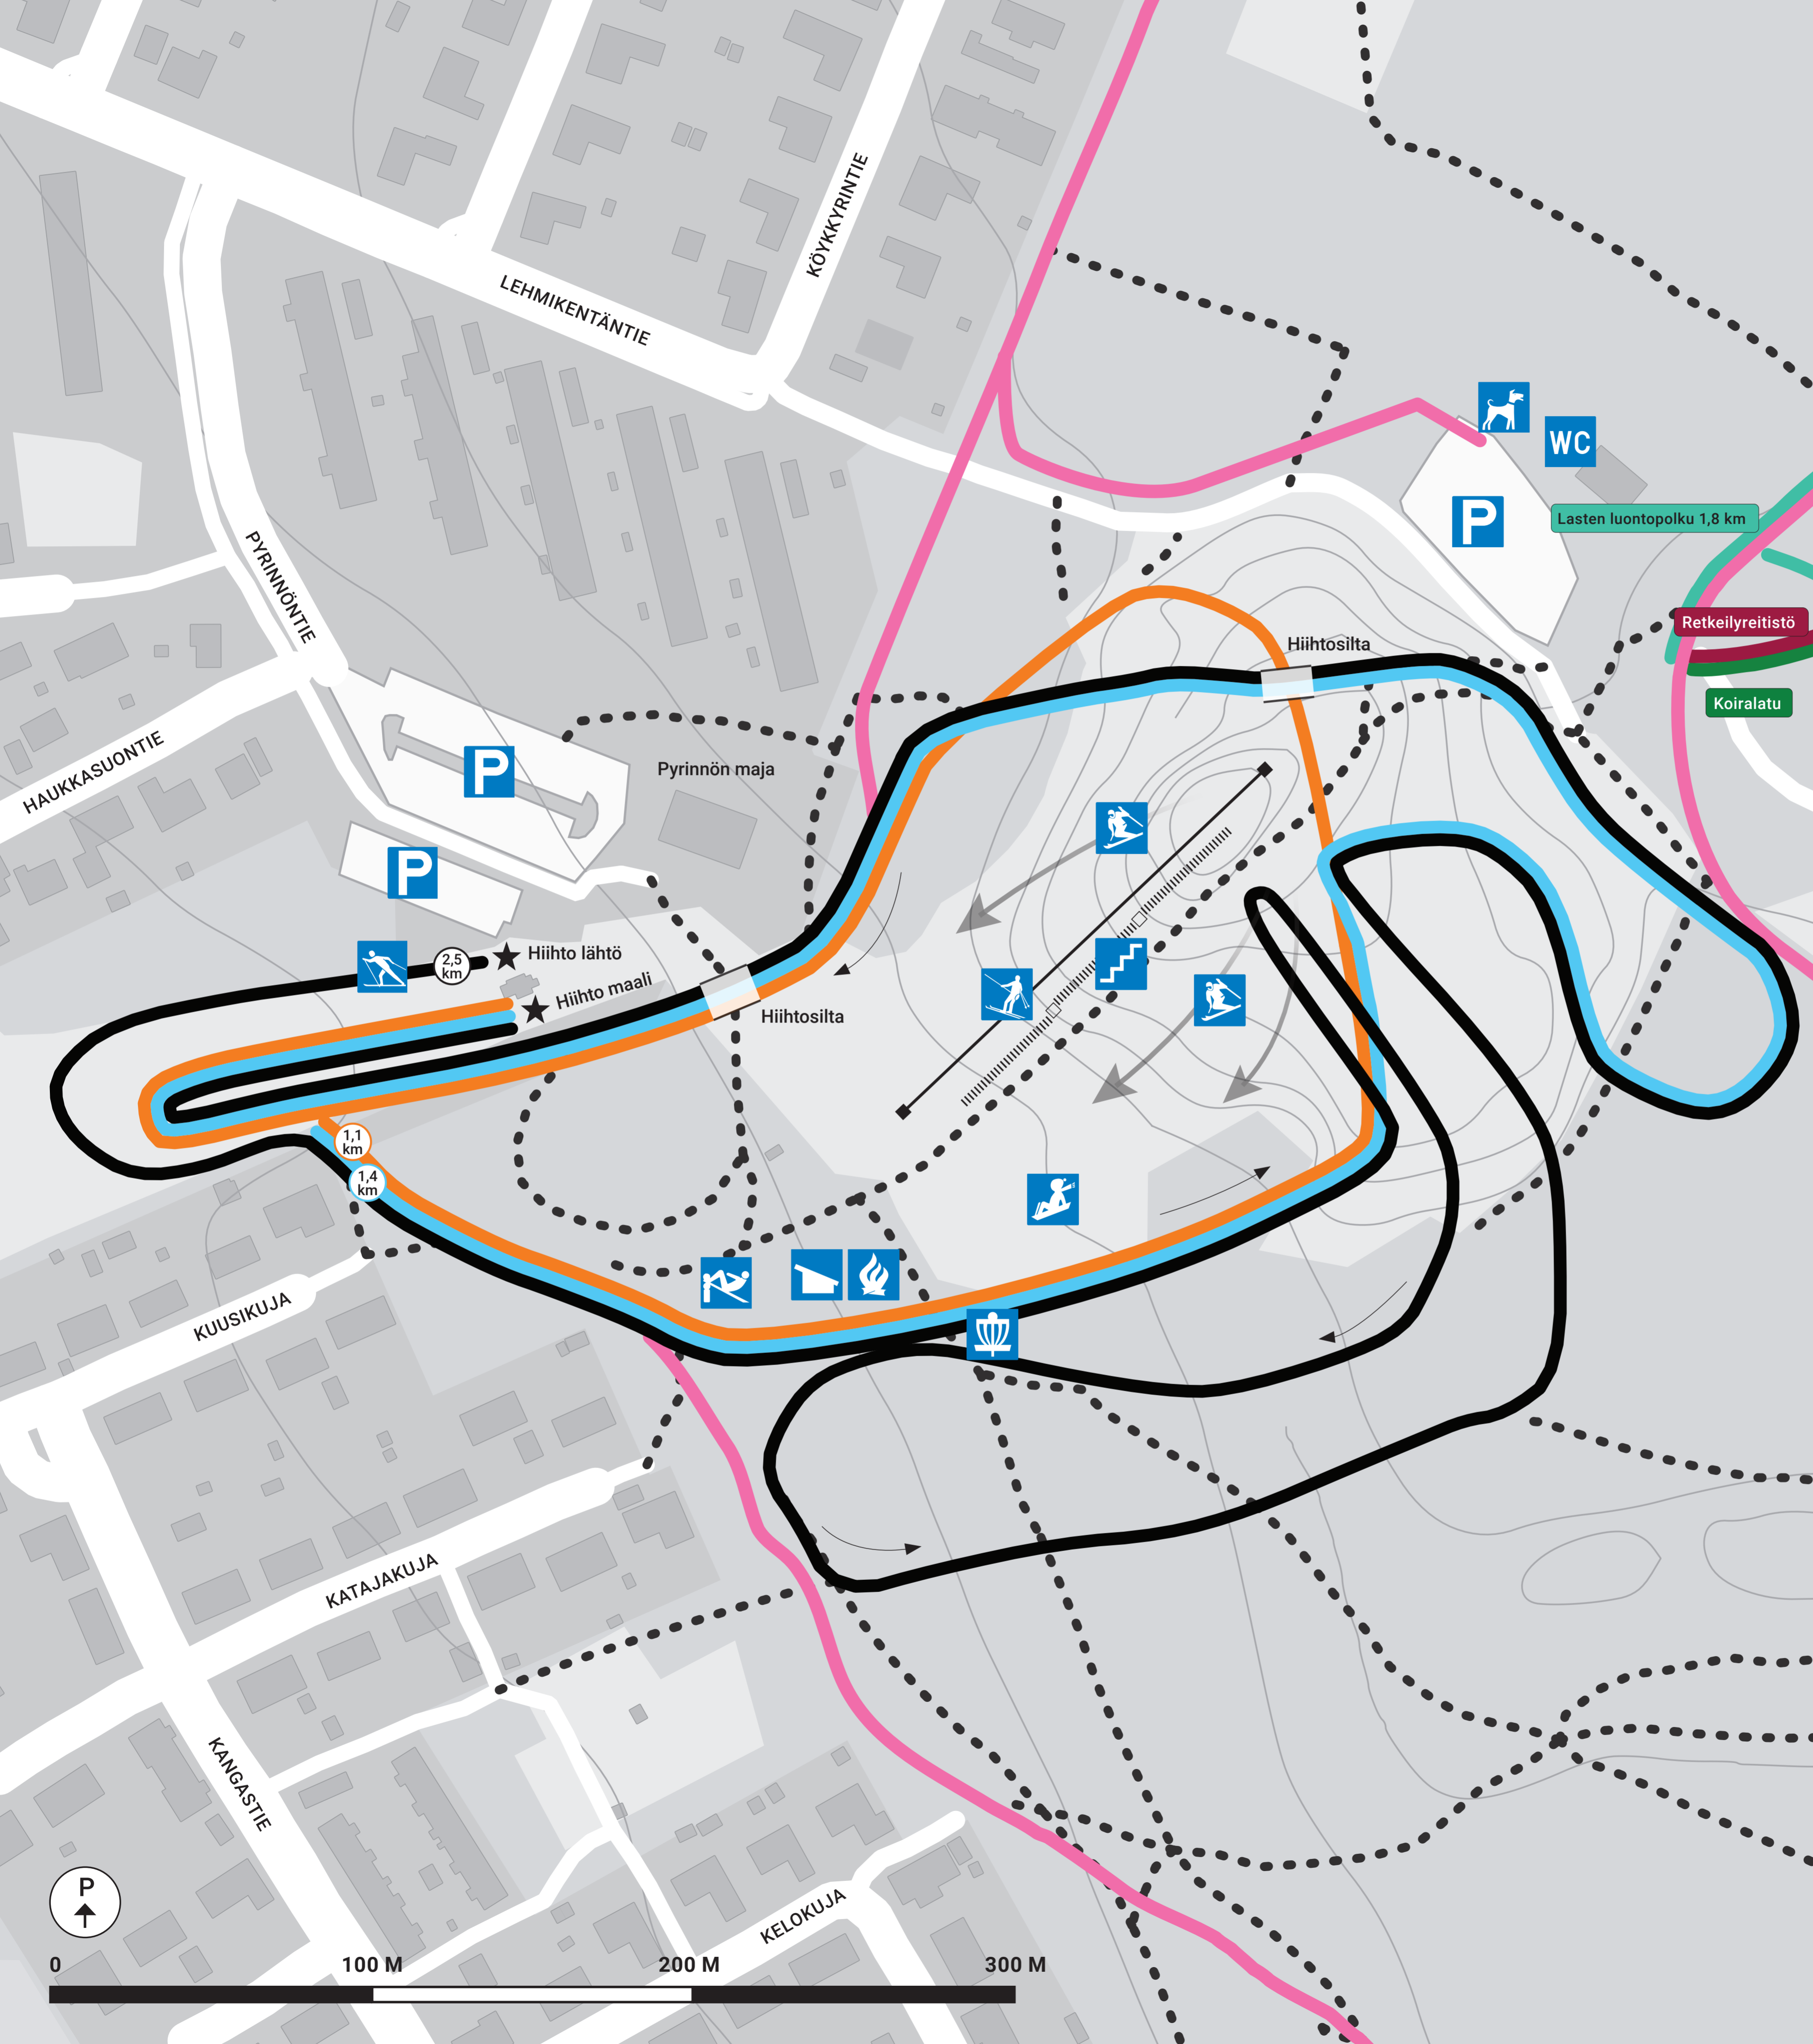 KÖYKKYRINTIE
LEHMIKENTÄNTIE
WC
P
Lasten luontopolku 1,8 km
PYRINNÖNTIE
Retkeilyreitistö
Hiihtosilta
Koiralatu
HAUKKASUONTIE
P
Pyrinnön maja
P
2,5
km
Hiihto lähtö
Hiihto maali
Hiihtosilta
1,1
km
1,4
km
KUUSIKUJA
KATAJAKUJA
KANGASTIE
KELOKUJA
P
0
100 M
200 M
300 M